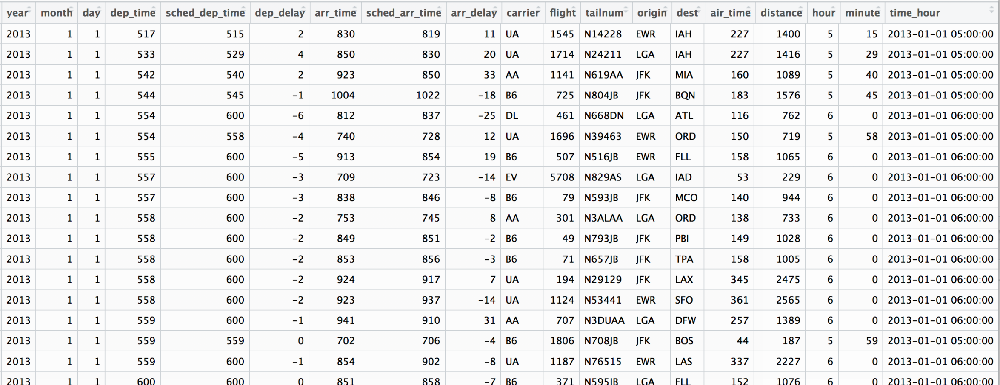 year month day dep_time sched_dep_time dep_delay arr_time sched_arr_time arr_delay carrier flight tailnum origin dest air_time distance hour minute time_hour
2013 1 1 517 515 2 830 819 11 UA 1545 N14228 EWR IAH 227 1400 5 15 2013-01-01 05:00:00
2013 1 1 533 529 4 850 830 20 UA 1714 N24211 LGA IAH 227 1416 5 29 2013-01-01 05:00:00
2013 1 1 542 540 2 923 850 33 AA 1141 N619AA JFK MIA 160 1089 5 40 2013-01-01 05:00:00
2013 1 1 544 545 -1 1004 1022 -18 B6 725 N804JB JFK BQN 183 1576 5 45 2013-01-01 05:00:00
2013 1 1 554 600 -6 812 837 -25 DL 461 N668DN LGA ATL 116 762 6 0 2013-01-01 06:00:00
2013 1 1 554 558 -4 740 728 12 UA 1696 N39463 EWR ORD 150 719 5 58 2013-01-01 05:00:00
2013 1 1 555 600 -5 913 854 19 B6 507 N516JB EWR FLL 158 1065 6 0 2013-01-01 06:00:00
2013 1 1 557 600 -3 709 723 -14 EV 5708 N829AS LGA IAD 53 229 6 0 2013-01-01 06:00:00
2013 1 1 557 600 -3 838 846 -8 B6 79 N593JB JFK MCO 140 944 6 0 2013-01-01 06:00:00
2013 1 1 558 600 -2 753 745 8 AA 301 N3ALAA LGA ORD 138 733 6 0 2013-01-01 06:00:00
2013 1 1 558 600 -2 849 851 -2 B6 49 N793JB JFK PBI 149 1028 6 0 2013-01-01 06:00:00
2013 1 1 558 600 -2 853 856 -3 B6 71 N657JB JFK TPA 158 1005 6 0 2013-01-01 06:00:00
2013 1 1 558 600 -2 924 917 7 UA 194 N29129 JFK LAX 345 2475 6 0 2013-01-01 06:00:00
2013 1 1 558 600 -2 923 937 -14 UA 1124 N53441 EWR SFO 361 2565 6 0 2013-01-01 06:00:00
2013 1 1 559 600 -1 941 910 31 AA 707 N3DUAA LGA DFW 257 1389 6 0 2013-01-01 06:00:00
2013 1 1 559 559 0 702 706 -4 B6 1806 N708JB JFK BOS 44 187 5 59 2013-01-01 05:00:00
2013 1 1 559 600 -1 854 902 -8 UA 1187 N76515 EWR LAS 337 2227 6 0 2013-01-01 06:00:00
2013 1 1 600 600 0 851 858 -7 B6 371 N595JB LGA FLL 152 1076 6 0 2013-01-01 06:00:00